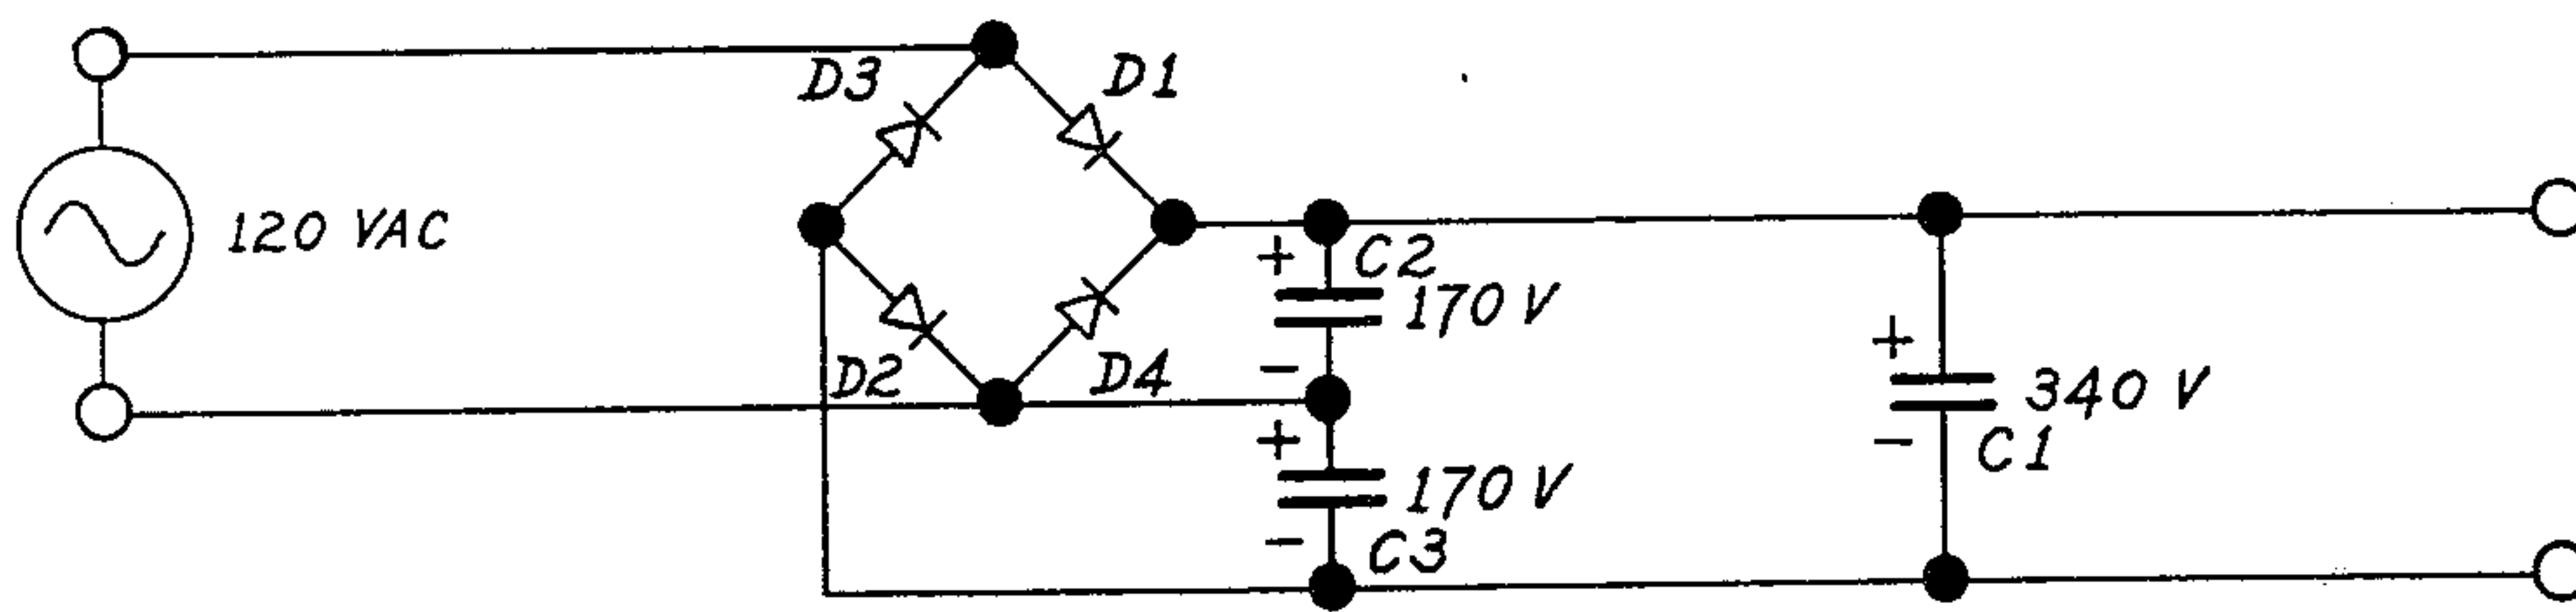 D3
D1
120 VAC
+
C2
170 V
-
D2
D4
+
340 V
-
C1
+
170 V
-
C3